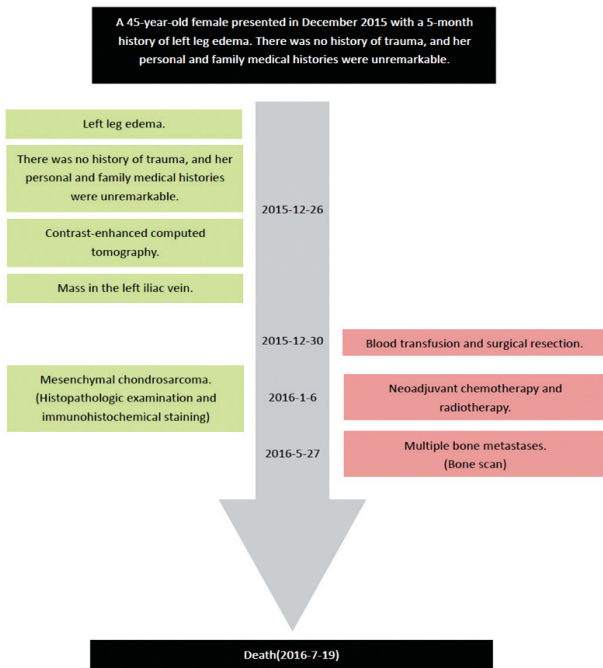 A 45-year-old female presented in December 2015 with a 5-month
history of left leg edema. There was no history of trauma, and her
personal and family medical histories were unremarkable.
Left leg edema.
There was no history of trauma, and her
personal and family medical histories
were unremarkable.
2015-12-26
Contrast-enhanced computed
tomography.
Mass in the left iliac vein.
2015-12-30
Blood transfusion and surgical resection.
Mesenchymal chondrosarcoma.
(Histopathologic examination and
immunohistochemical staining)
2016-1-6
Neoadjuvant chemotherapy and
radiotherapy.
2016-5-27
Multiple bone metastases.
(Bone scan)
Death(2016-7-19)